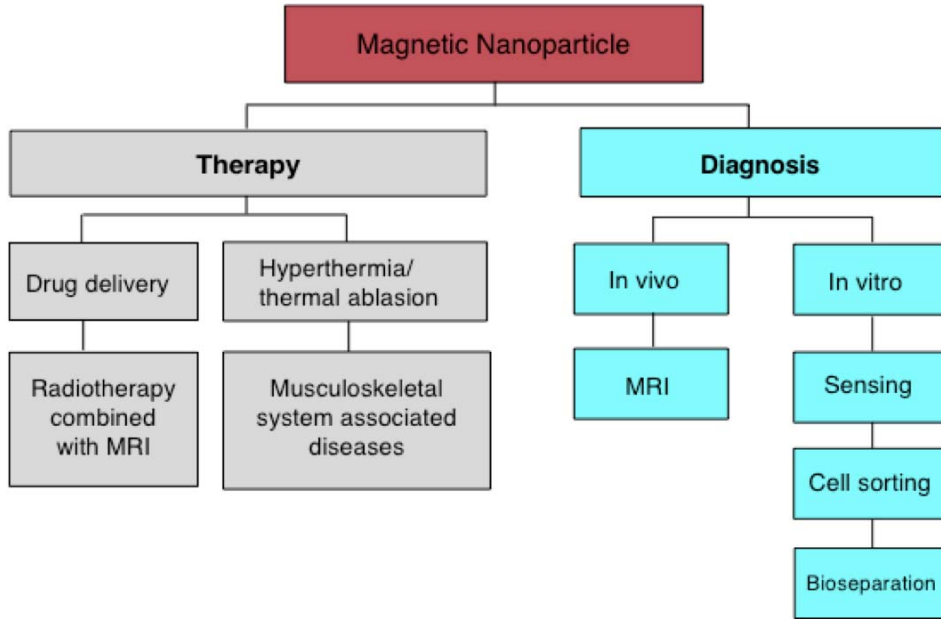 Magnetic Nanoparticle
Therapy
Diagnosis
Drug delivery
Hyperthermia/
thermal ablasion
In vivo
In vitro
Radiotherapy
combined
with MRI
Musculoskeletal
system associated
diseases
MRI
Sensing
Cell sorting
Bioseparation